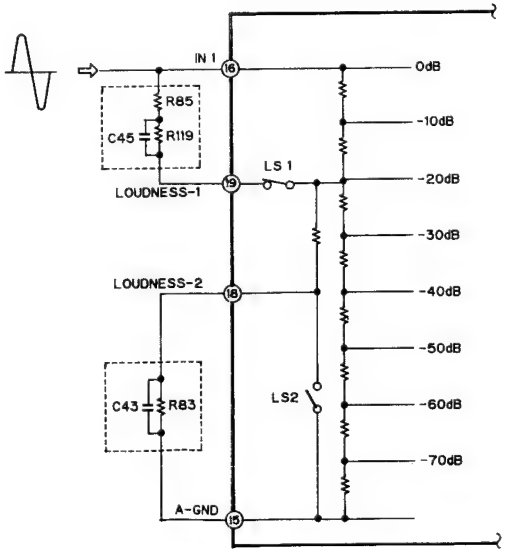 IN 1
16
0dB
R85
-10dB
C45
R119
LS 1
19
-20dB
LOUDNESS-1
-30dB
LOUDNESS-2
18
-40dB
-50dB
C43
R83
LS2
-60dB
-70dB
A-GND
15